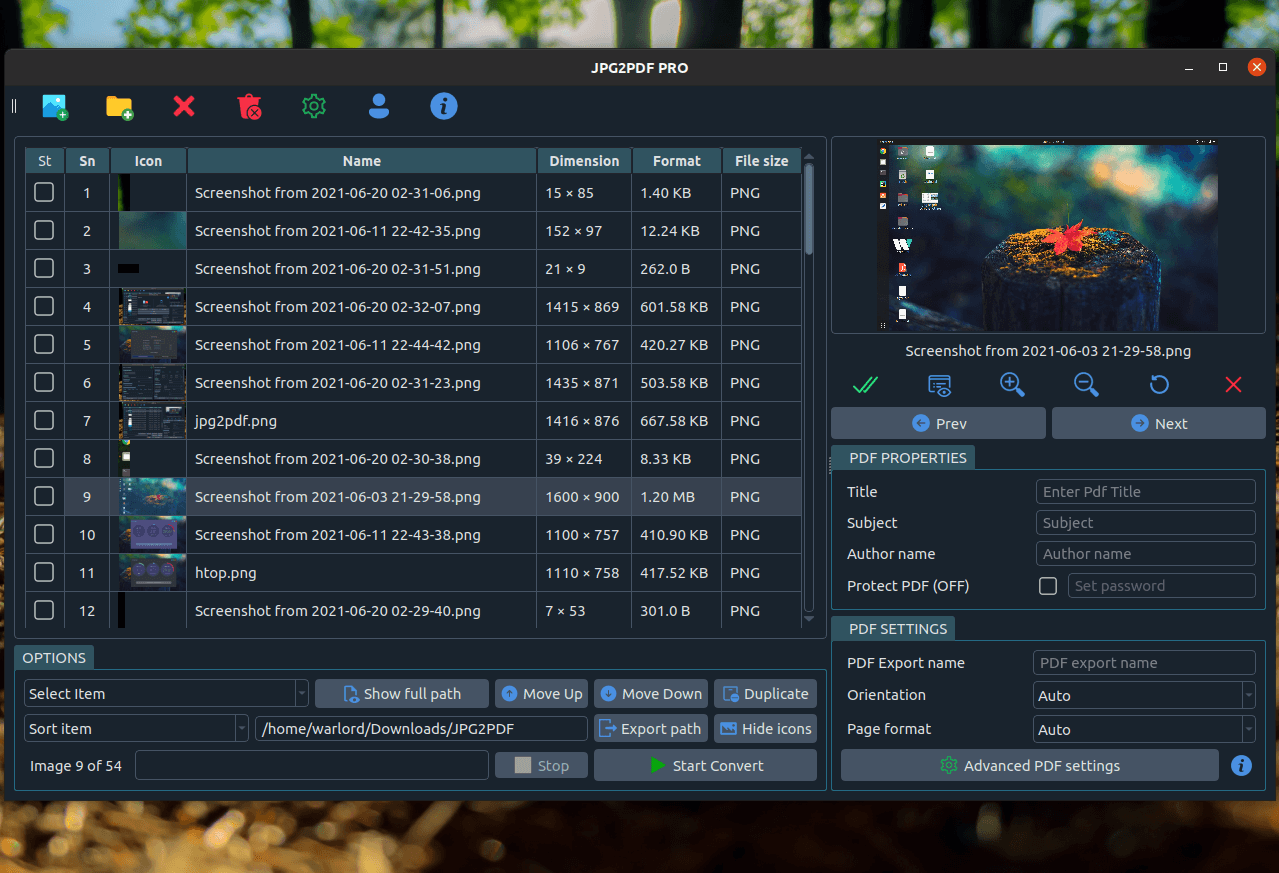 JPG2PDF PRO
St Sn Icon Name Dimension Format File size
1 Screenshot from 2021-06-20 02-31-06.png 15 × 85 1.40 KB PNG
2 Screenshot from 2021-06-11 22-42-35.png 152 × 97 12.24 KB PNG
3 Screenshot from 2021-06-20 02-31-51.png 21 × 9 262.0 B PNG
4 Screenshot from 2021-06-20 02-32-07.png 1415 × 869 601.58 KB PNG
5 Screenshot from 2021-06-11 22-44-42.png 1106 × 767 420.27 KB PNG
6 Screenshot from 2021-06-20 02-31-23.png 1435 × 871 503.58 KB PNG
7 jpg2pdf.png 1416 × 876 667.58 KB PNG
8 Screenshot from 2021-06-20 02-30-38.png 39 × 224 8.33 KB PNG
9 Screenshot from 2021-06-03 21-29-58.png 1600 × 900 1.20 MB PNG
10 Screenshot from 2021-06-11 22-43-38.png 1100 × 757 410.90 KB PNG
11 htop.png 1110 × 758 417.52 KB PNG
12 Screenshot from 2021-06-20 02-29-40.png 7 × 53 301.0 B PNG
OPTIONS
Select Item Show full path Move Up Move Down Duplicate
Sort item /home/warlord/Downloads/JPG2PDF Export path Hide icons
Image 9 of 54 Stop Start Convert
Screenshot from 2021-06-03 21-29-58.png
Prev Next
PDF PROPERTIES
Title Enter Pdf Title
Subject Subject
Author name Author name
Protect PDF (OFF) Set password
PDF SETTINGS
PDF Export name PDF export name
Orientation Auto
Page format Auto
Advanced PDF settings